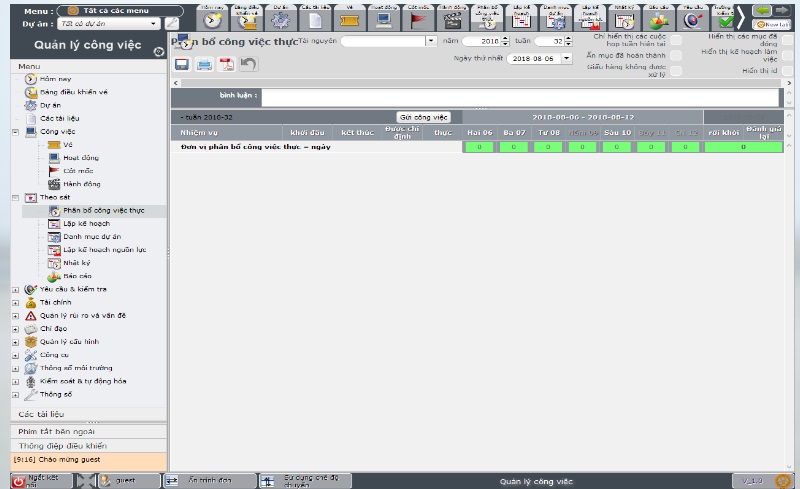 Menu : Tất cả các menu
Dự án : Tất cả dự án
Hôm nay
Bảng điều khiển vé
Dự án
Các tài liệu
Vé
Hoạt động
Cột mốc
Hành động
Phân bổ công việc
Lập kế hoạch
Danh mục Dự án
Lập kế hoạch nguồn lực
Nhật ký
Báo cáo
Yêu cầu
Trường kiểm
New tab
Quản lý công việc
Menu
Hôm nay
Bảng điều khiển vé
Dự án
Các tài liệu
Công việc
Vé
Hoạt động
Cột mốc
Hành động
Theo sát
Phân bổ công việc thực
Lập kế hoạch
Danh mục dự án
Lập kế hoạch nguồn lực
Nhật ký
Báo cáo
Yêu cầu & kiểm tra
Tài chính
Quản lý rủi ro và vấn đề
Chỉ đạo
Quản lý cấu hình
Công cụ
Thông số môi trường
Kiểm soát & tự động hóa
Thông số
Các tài liệu
Phím tắt bên ngoài
Thông điệp điều khiển
[9:16] Chào mừng guest
Phân bổ công việc thực
Tài nguyên
năm 2018 tuần 32
Ngày thứ nhất 2018-08-06
Chỉ hiển thị các cuộc họp tuần hiện tại
Ẩn mục đã hoàn thành
Giấu hàng không được xử lý
Hiển thị các mục đã đóng
Hiển thị kế hoạch làm việc
Hiển thị id
bình luận :
- tuần 2018-32 Gửi công việc 2018-08-06 - 2018-08-12
Nhiệm vụ khởi đầu kết thúc Được chỉ định thực Hai 06 Ba 07 Tư 08 Năm 09 Sáu 10 Bảy 11 CN 12 rời khỏi Đánh giá lại
Đơn vị phân bổ công việc thực = ngày 0 0 0 0 0 0 0 0
Ngắt kết nối
guest
Ẩn trình đơn
Sử dụng chế độ chuyển
Quản lý công việc